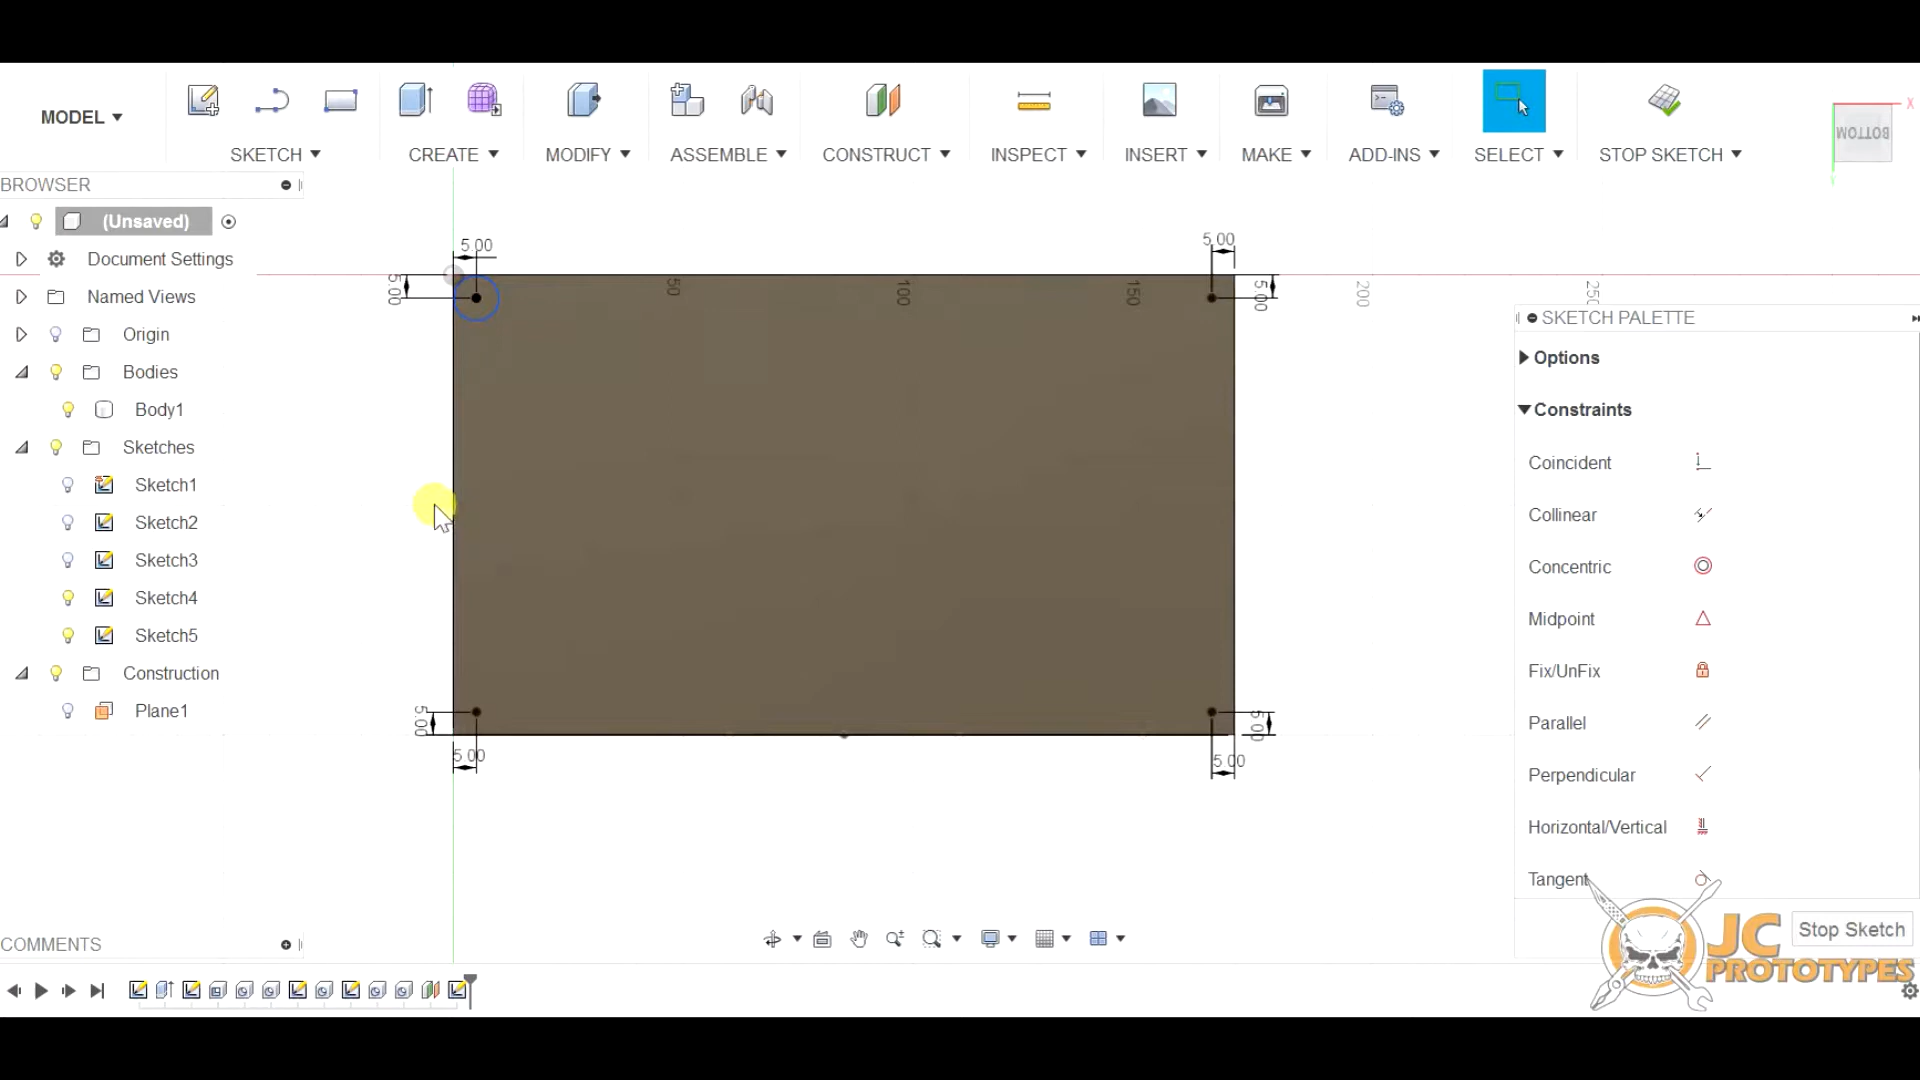 MODEL
SKETCH
CREATE
MODIFY
ASSEMBLE
CONSTRUCT
INSPECT
INSERT
MAKE
ADD-INS
SELECT
STOP SKETCH
BOTTOM
X
BROWSER
(Unsaved)
Document Settings
Named Views
Origin
Bodies
Body1
Sketches
Sketch1
Sketch2
Sketch3
Sketch4
Sketch5
Construction
Plane1
5.00
5.00
5.00
50
100
150
5.00
200
250
5.00
5.00
5.00
5.00
SKETCH PALETTE
Options
Constraints
Coincident
Collinear
Concentric
Midpoint
Fix/UnFix
Parallel
Perpendicular
Horizontal/Vertical
Tangent
Stop Sketch
JC
PROTOTYPES
COMMENTS